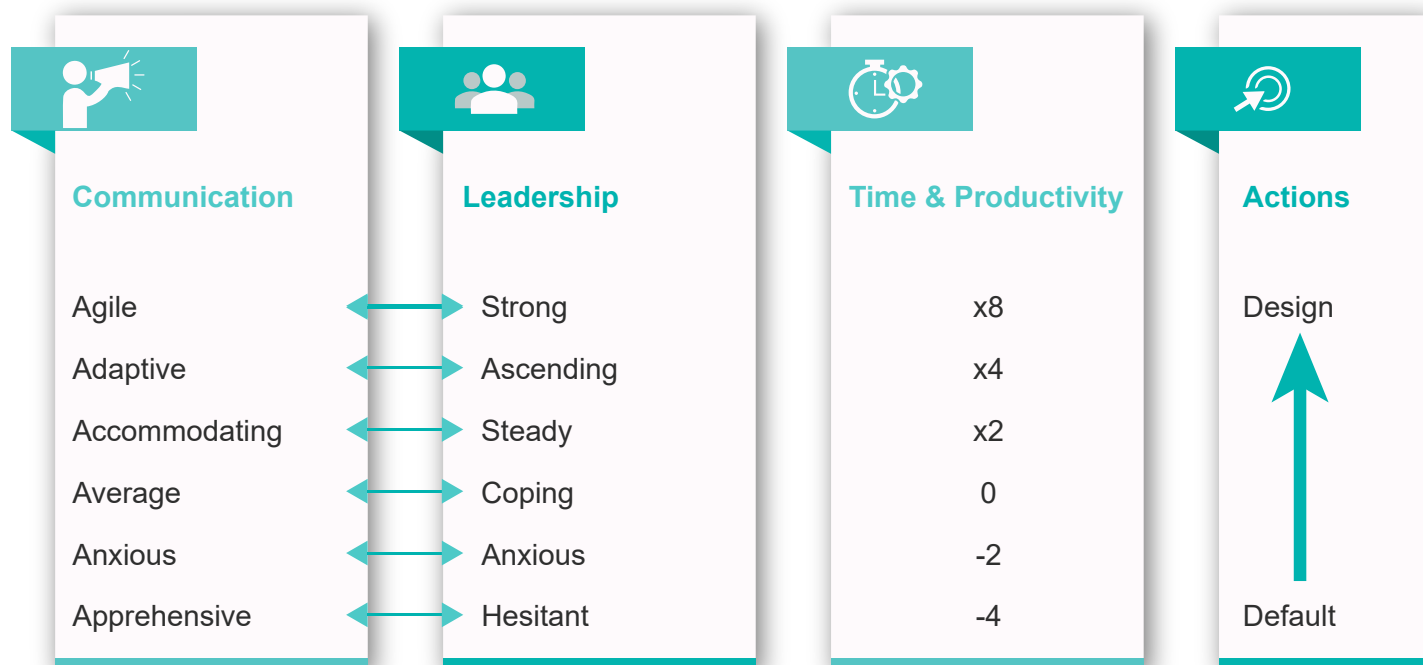 Communication
Leadership
Time & Productivity
Actions
Agile
Strong
x8
Design
Adaptive
Ascending
x4
Accommodating
Steady
x2
Average
Coping
0
Anxious
Anxious
-2
Apprehensive
Hesitant
-4
Default